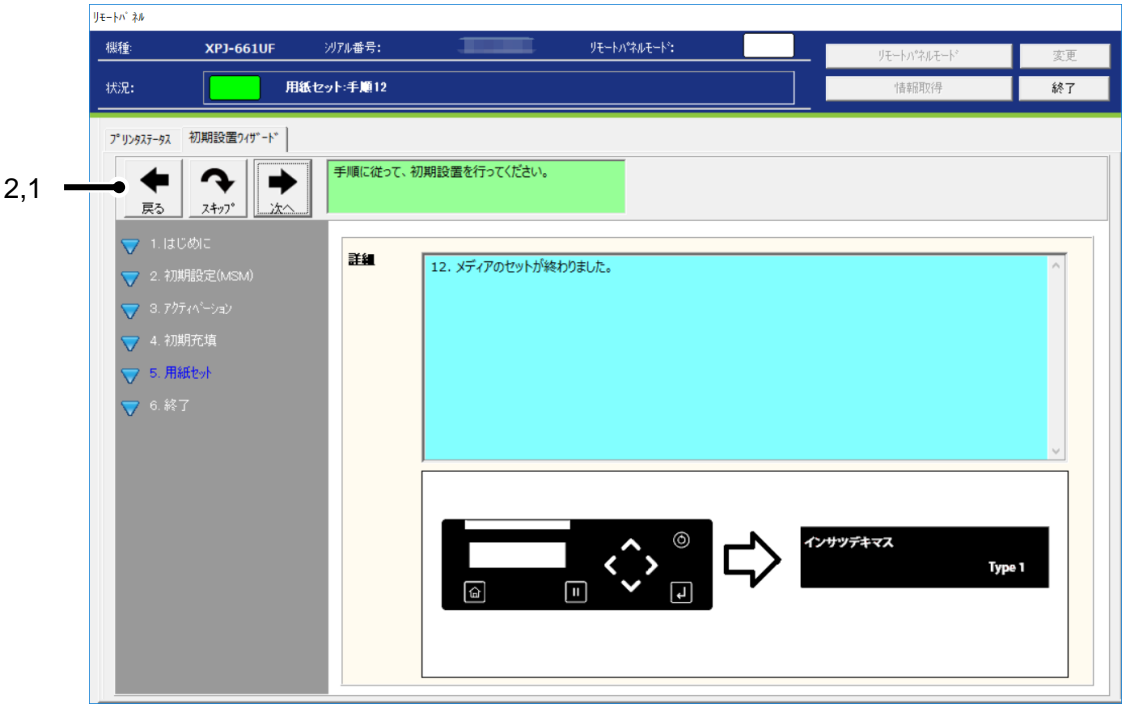 リモートパネル
機種: XPJ-661UF シリアル番号: リモートパネルモード:
リモートパネルモード 変更
状況: 用紙セット:手順12
情報取得 終了
プリンタステータス 初期設置ウィザード
2,1
戻る スキップ 次へ
手順に従って、初期設置を行ってください。
1. はじめに
2. 初期設定(MSM)
3. アクティベーション
4. 初期充填
5. 用紙セット
6. 終了
詳細
12. メディアのセットが終わりました。
インサツデキマス
Type 1